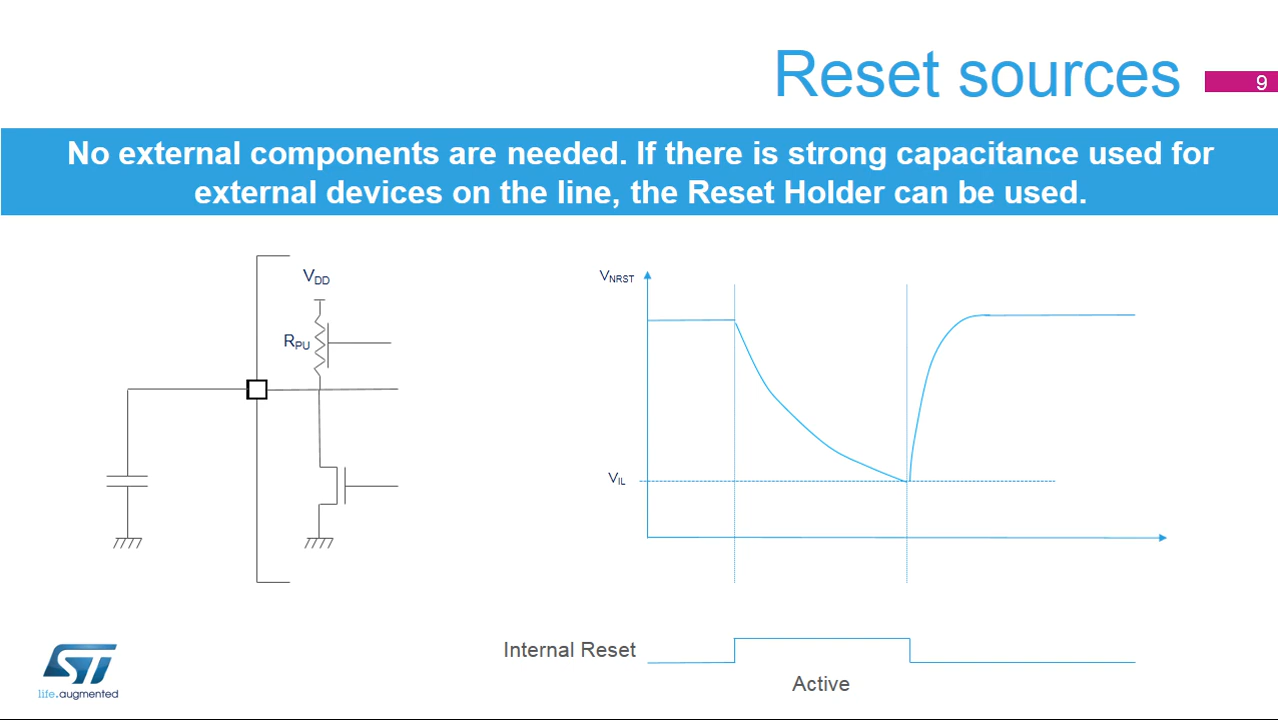 Reset sources
9
No external components are needed. If there is strong capacitance used for
external devices on the line, the Reset Holder can be used.
VDD
RPU
VNRST
VIL
Internal Reset
Active
ST
life.augmented